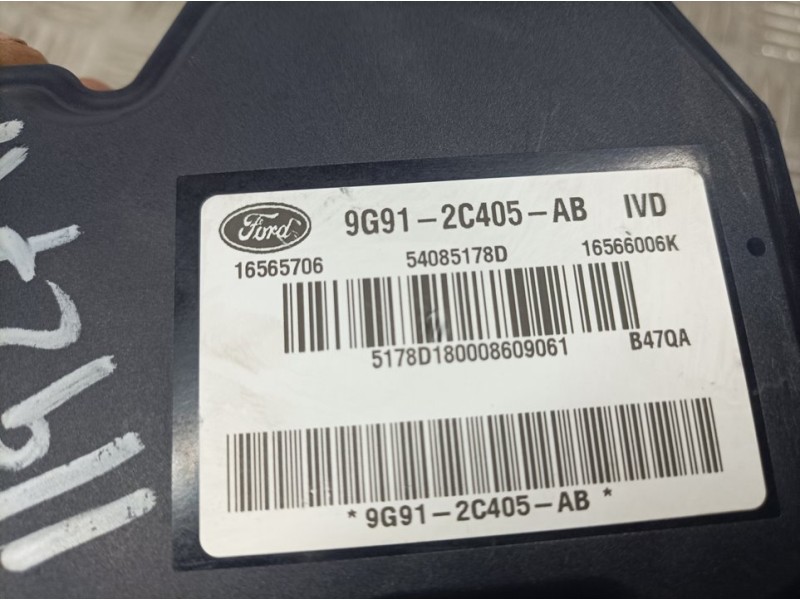 Ford 9G91-2C405-AB IVD
16565706 54085178D 16566006K
5178D180008609061 B47QA
* 9G91-2C405-AB *